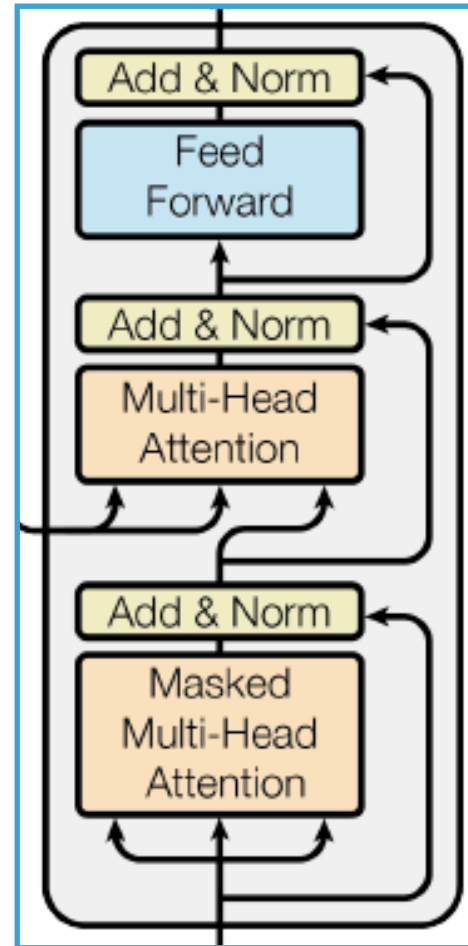 Add & Norm
Feed
Forward
Add & Norm
Multi-Head
Attention
Add & Norm
Masked
Multi-Head
Attention